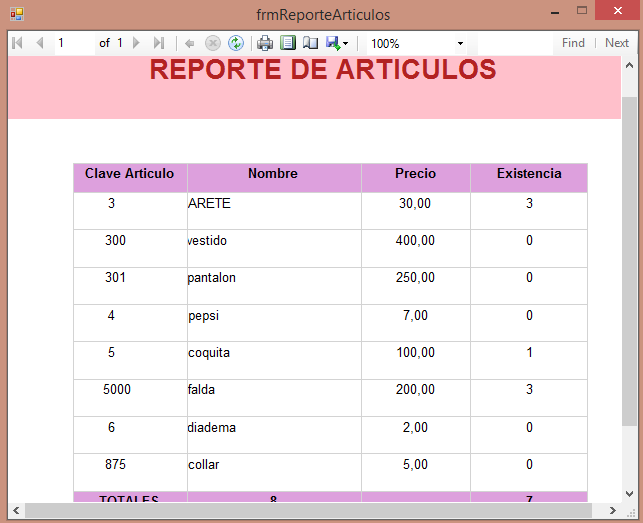 frmReporteArticulos
1 of 1 100% Find | Next
REPORTE DE ARTICULOS
Clave Articulo Nombre Precio Existencia
3 ARETE 30,00 3
300 vestido 400,00 0
301 pantalon 250,00 0
4 pepsi 7,00 0
5 coquita 100,00 1
5000 falda 200,00 3
6 diadema 2,00 0
875 collar 5,00 0
TOTALES 8 7